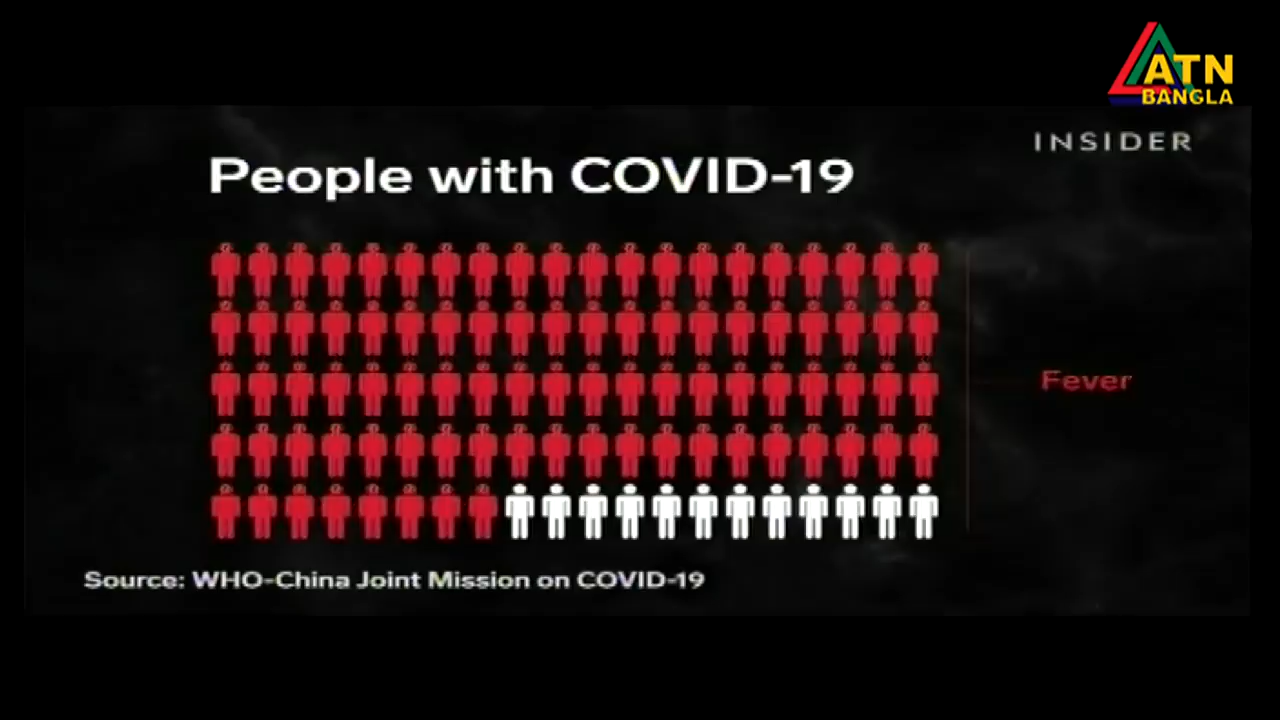 ATN
BANGLA
INSIDER
People with COVID-19
Fever
Source: WHO-China Joint Mission on COVID-19